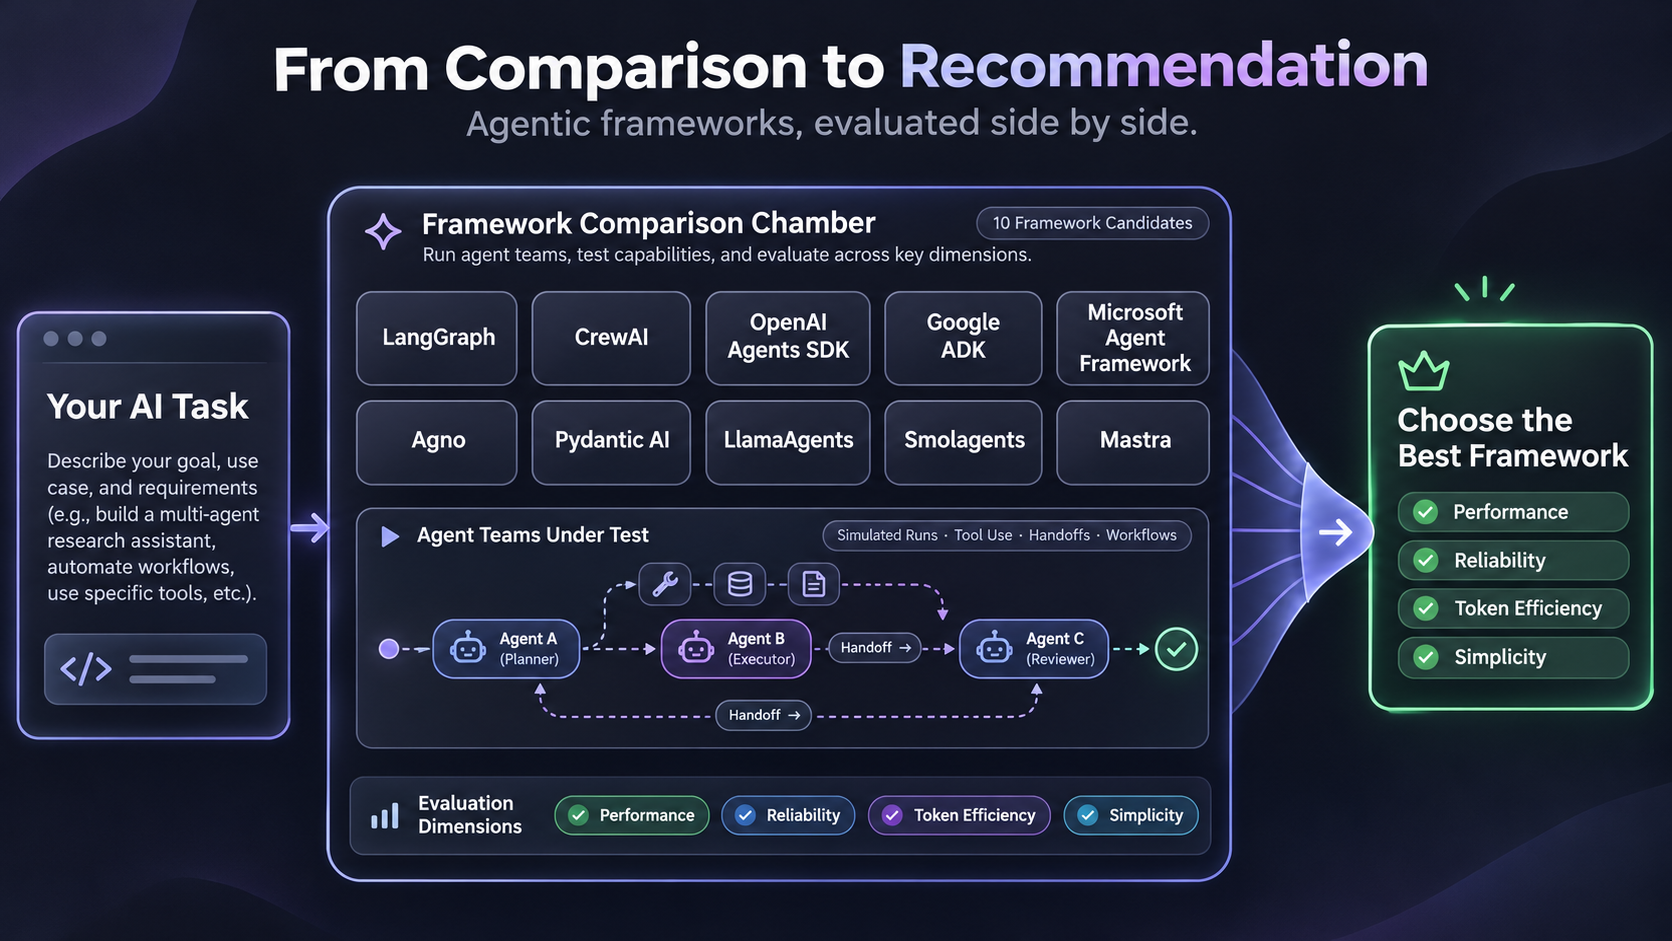 From Comparison to Recommendation
Agentic frameworks, evaluated side by side.
Your AI Task
Describe your goal, use
case, and requirements
(e.g., build a multi-agent
research assistant,
automate workflows,
use specific tools, etc.).
</>
Framework Comparison Chamber
10 Framework Candidates
Run agent teams, test capabilities, and evaluate across key dimensions.
LangGraph
CrewAI
OpenAI
Agents SDK
Google
ADK
Microsoft
Agent
Framework
Agno
Pydantic AI
LlamaAgents
Smolagents
Mastra
Agent Teams Under Test
Simulated Runs · Tool Use · Handoffs · Workflows
Agent A
(Planner)
Agent B
(Executor)
Handoff →
Agent C
(Reviewer)
Handoff →
Evaluation
Dimensions
Performance
Reliability
Token Efficiency
Simplicity
Choose the
Best Framework
Performance
Reliability
Token Efficiency
Simplicity